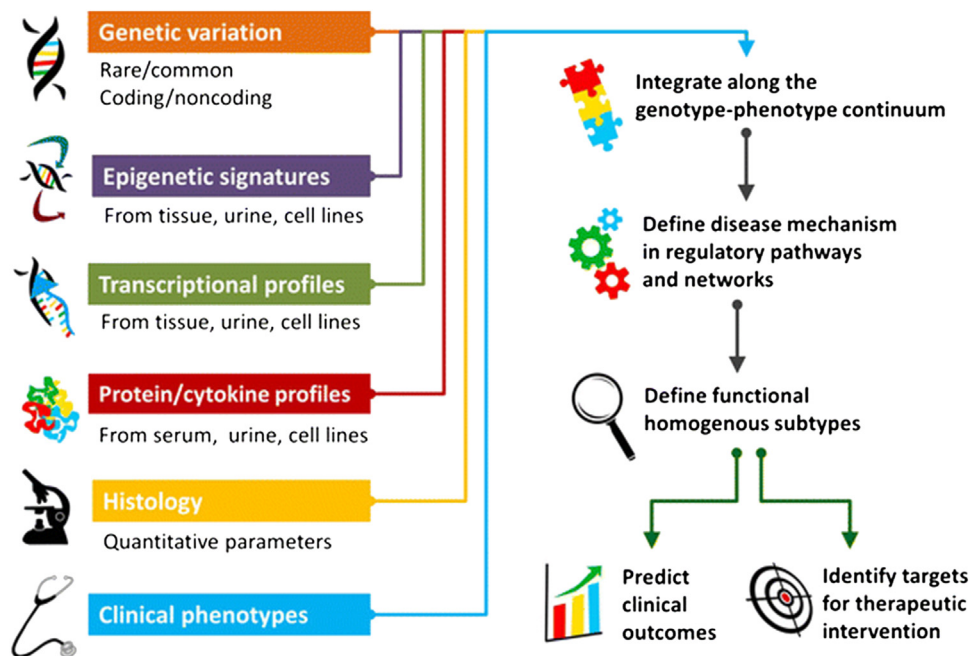 Genetic variation
Rare/common
Coding/noncoding
Epigenetic signatures
From tissue, urine, cell lines
Transcriptional profiles
From tissue, urine, cell lines
Protein/cytokine profiles
From serum, urine, cell lines
Histology
Quantitative parameters
Clinical phenotypes
Integrate along the
genotype-phenotype continuum
Define disease mechanism
in regulatory pathways
and networks
Define functional
homogenous subtypes
Predict
clinical
outcomes
Identify targets
for therapeutic
intervention